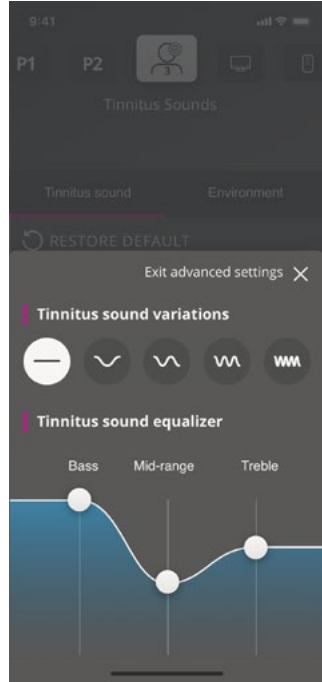 9:41
P1 P2 3
Tinnitus Sounds
Tinnitus sound Environment
RESTORE DEFAULT
Exit advanced settings
Tinnitus sound variations
Tinnitus sound equalizer
Bass Mid-range Treble